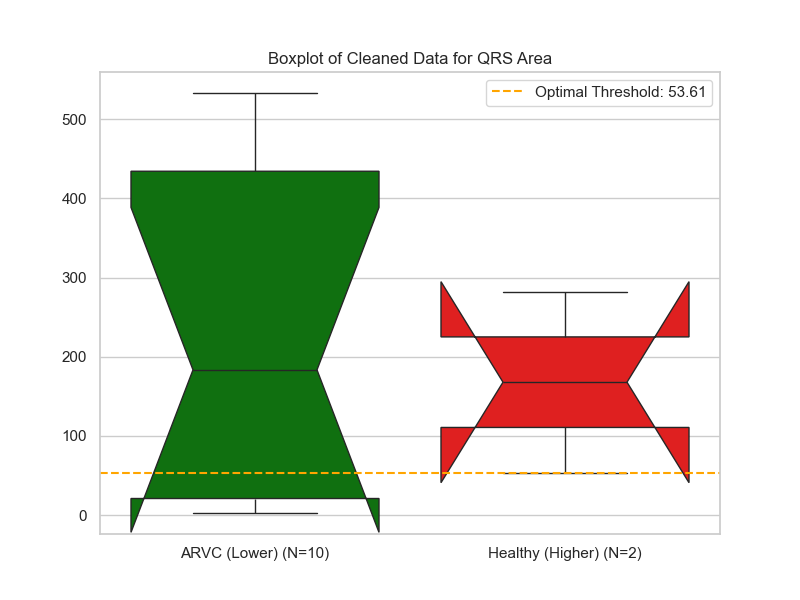 Boxplot of Cleaned Data for QRS Area
Optimal Threshold: 53.61
500
400
300
200
100
0
ARVC (Lower) (N=10)
Healthy (Higher) (N=2)